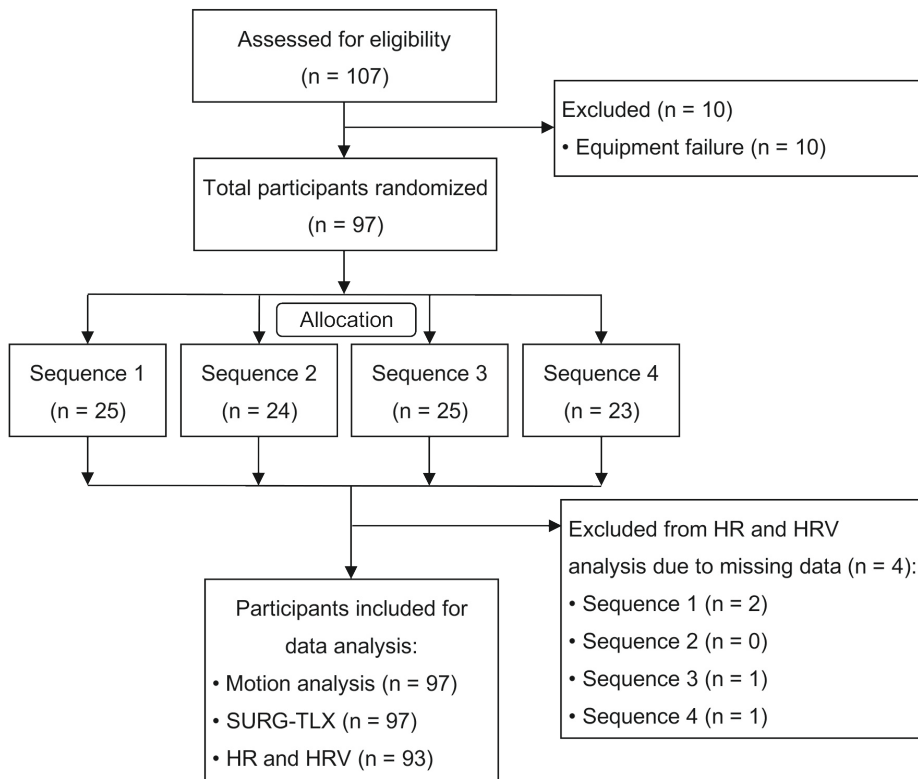 Assessed for eligibility
(n = 107)
Excluded (n = 10)
• Equipment failure (n = 10)
Total participants randomized
(n = 97)
Allocation
Sequence 1
(n = 25)
Sequence 2
(n = 24)
Sequence 3
(n = 25)
Sequence 4
(n = 23)
Excluded from HR and HRV
analysis due to missing data (n = 4):
• Sequence 1 (n = 2)
• Sequence 2 (n = 0)
• Sequence 3 (n = 1)
• Sequence 4 (n = 1)
Participants included for
data analysis:
• Motion analysis (n = 97)
• SURG-TLX (n = 97)
• HR and HRV (n = 93)